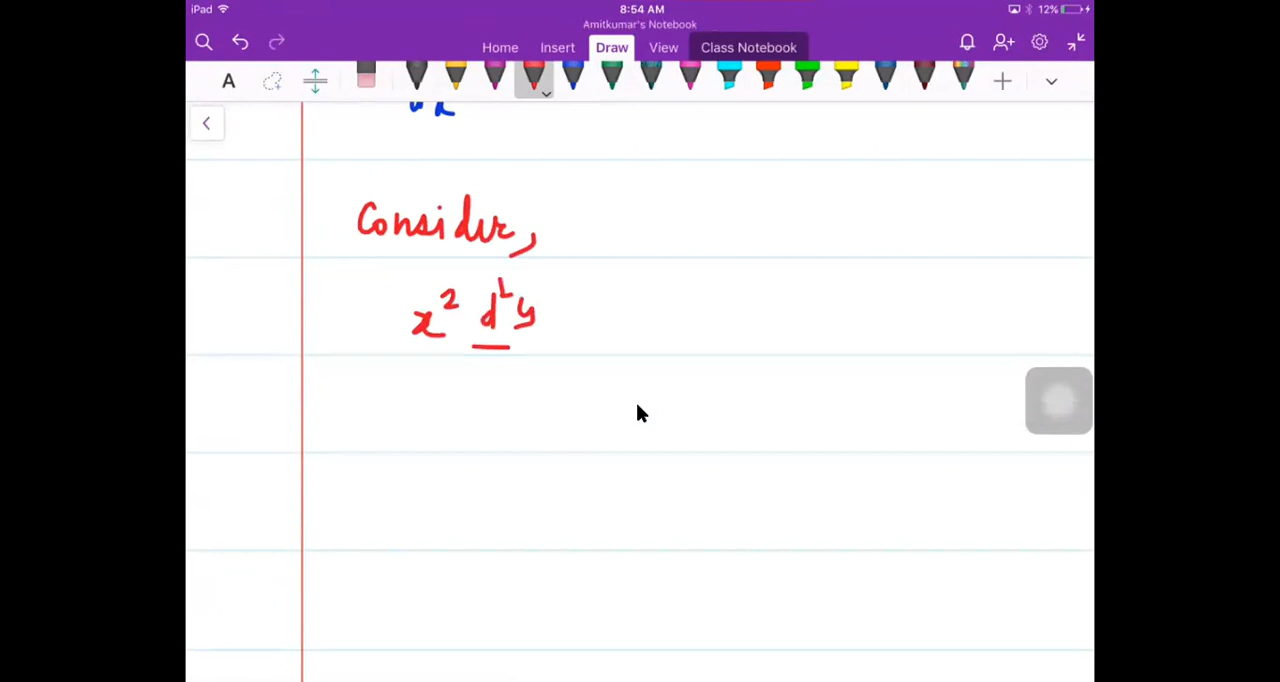 iPad 8:54 AM 12%
Amitkumar's Notebook
Home Insert Draw View Class Notebook
A
Consider,
x² d²y